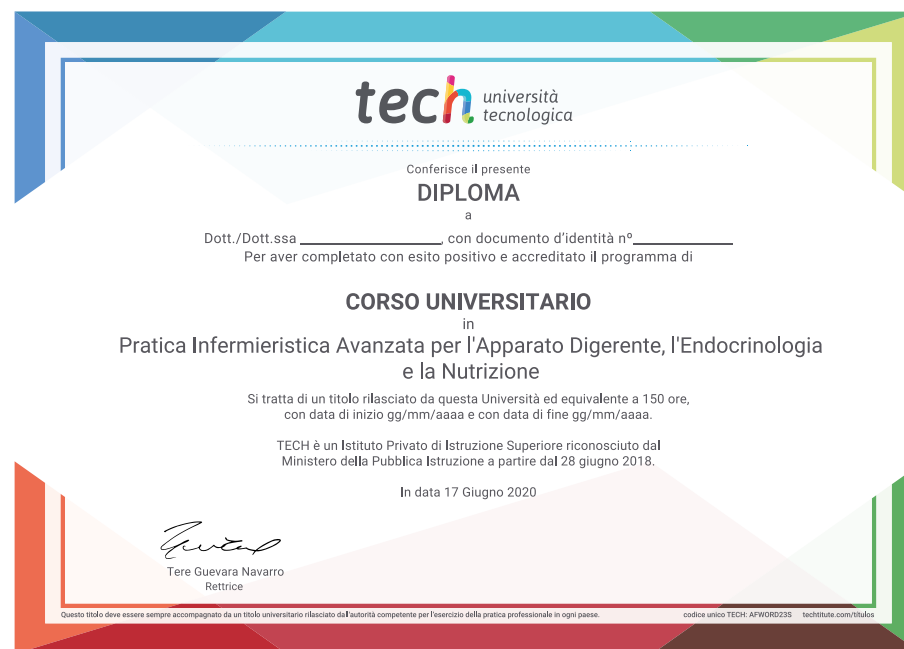 tech università
tecnologica
Conferisce il presente
DIPLOMA
a
Dott./Dott.ssa ____________________, con documento d'identità nº______________
Per aver completato con esito positivo e accreditato il programma di
CORSO UNIVERSITARIO
in
Pratica Infermieristica Avanzata per l'Apparato Digerente, l'Endocrinologia
e la Nutrizione
Si tratta di un titolo rilasciato da questa Università ed equivalente a 150 ore,
con data di inizio gg/mm/aaaa e con data di fine gg/mm/aaaa.
TECH è un Istituto Privato di Istruzione Superiore riconosciuto dal
Ministero della Pubblica Istruzione a partire dal 28 giugno 2018.
In data 17 Giugno 2020
Tere Guevara Navarro
Rettrice
Questo titolo deve essere sempre accompagnato da un titolo universitario rilasciato dall'autorità competente per l'esercizio della pratica professionale in ogni paese. codice unico TECH: AFWORD23S techtitute.com/titulos